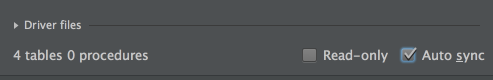 Driver files
4 tables 0 procedures Read-only Auto sync